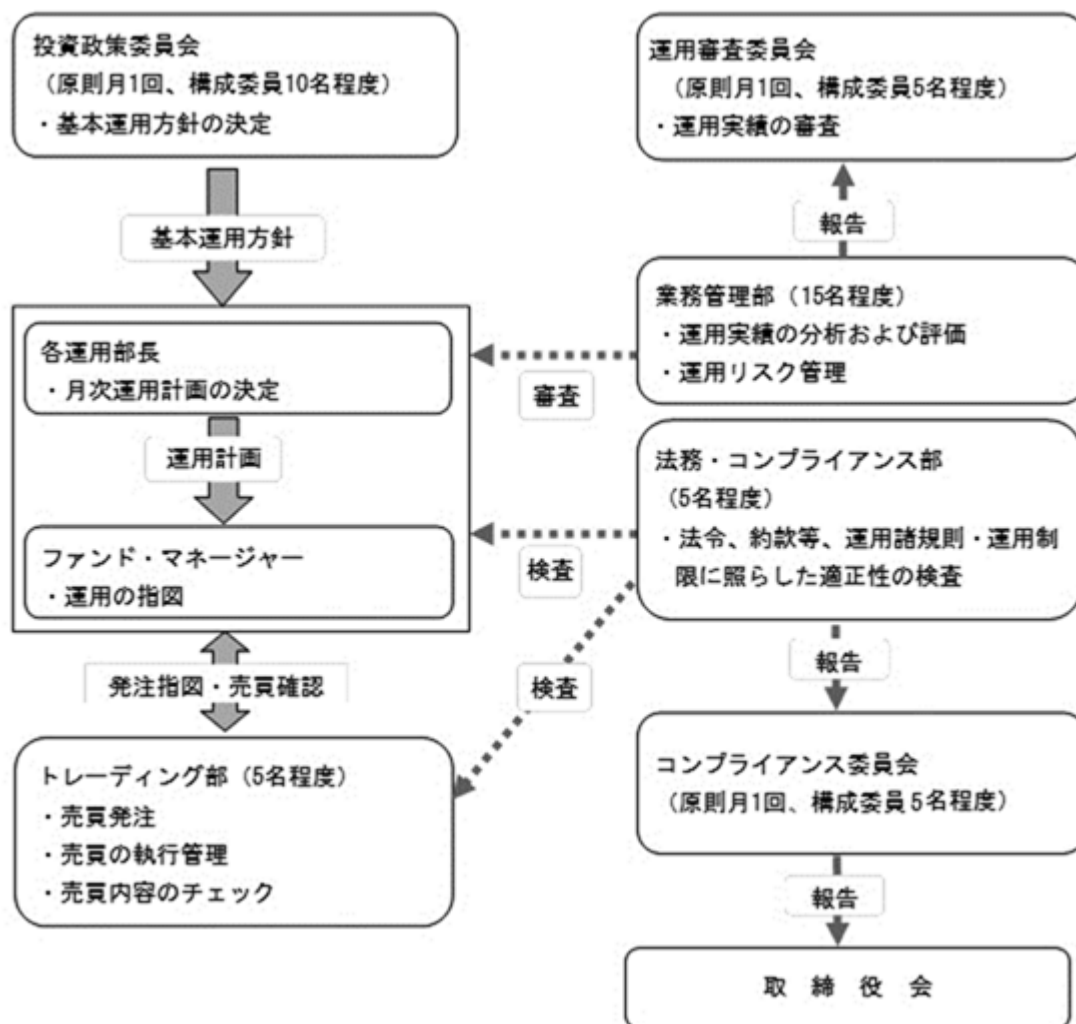 投資政策委員会
（原則月1回、構成委員10名程度）
・基本運用方針の決定
基本運用方針
各運用部長
・月次運用計画の決定
運用計画
ファンド・マネージャー
・運用の指図
発注指図・売買確認
トレーディング部（5名程度）
・売買発注
・売買の執行管理
・売買内容のチェック
運用審査委員会
（原則月1回、構成委員5名程度）
・運用実績の審査
報告
業務管理部（15名程度）
・運用実績の分析および評価
・運用リスク管理
審査
法務・コンプライアンス部
（5名程度）
・法令、約款等、運用諸規則・運用制
限に照らした適正性の検査
検査
検査
報告
コンプライアンス委員会
（原則月1回、構成委員5名程度）
報告
取　締　役　会